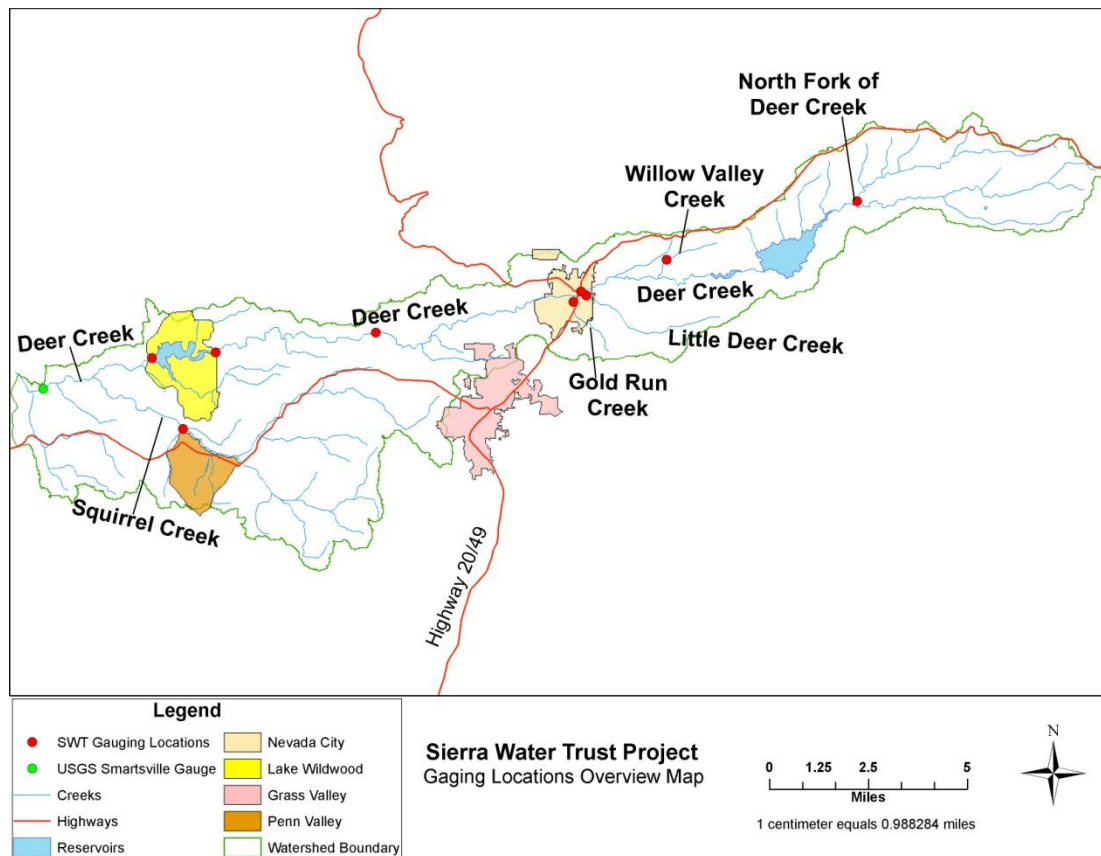 North Fork of
Deer Creek
Willow Valley
Creek
Deer Creek
Deer Creek
Deer Creek
Little Deer Creek
Gold Run
Creek
Squirrel Creek
Highway 20/49
Legend
SWT Gauging Locations
USGS Smartsville Gauge
Creeks
Highways
Reservoirs
Nevada City
Lake Wildwood
Grass Valley
Penn Valley
Watershed Boundary
Sierra Water Trust Project
Gaging Locations Overview Map
0 1.25 2.5 5
Miles
1 centimeter equals 0.988284 miles
N